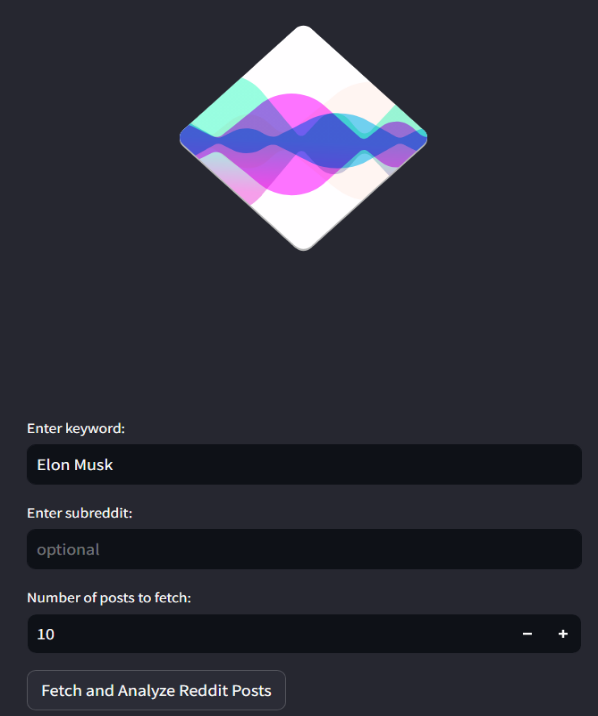 Enter keyword:
Elon Musk
Enter subreddit:
optional
Number of posts to fetch:
10 − +
Fetch and Analyze Reddit Posts